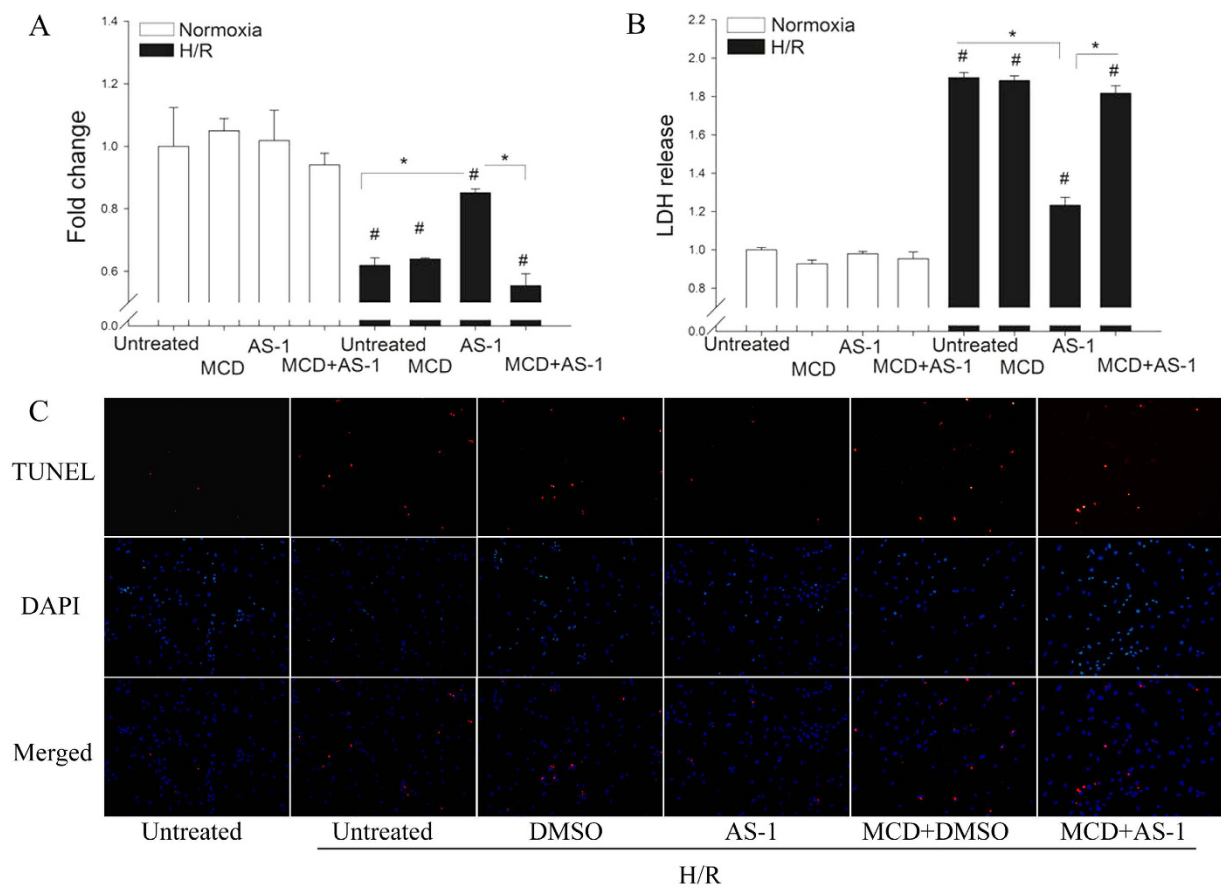 A
Normoxia
H/R
Fold change
1.4
1.2
1.0
0.8
0.6
0.0
* *
# # # #
Untreated AS-1 Untreated AS-1
MCD MCD+AS-1 MCD MCD+AS-1
B
Normoxia
H/R
LDH release
2.2
2.0
1.8
1.6
1.4
1.2
1.0
0.8
0.0
* *
# # # #
Untreated AS-1 Untreated AS-1
MCD MCD+AS-1 MCD MCD+AS-1
C
TUNEL
DAPI
Merged
Untreated Untreated DMSO AS-1 MCD+DMSO MCD+AS-1
H/R